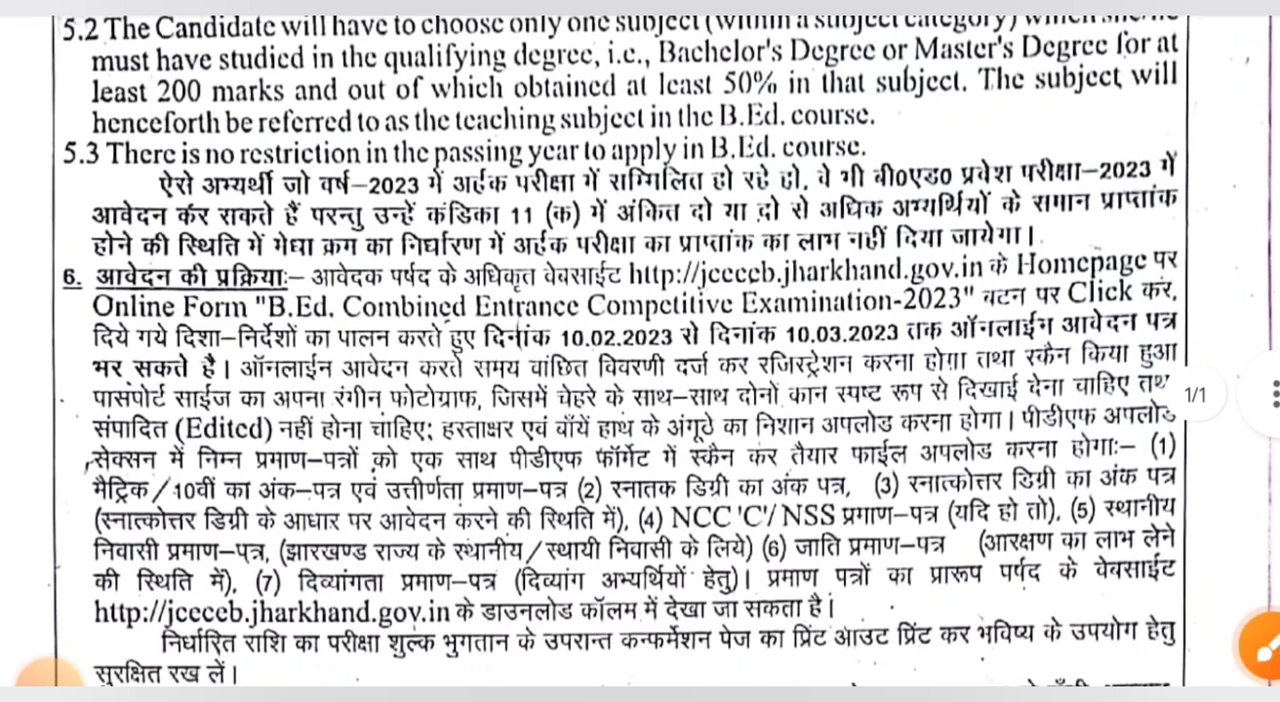 5.2 The Candidate will have to choose only one subject (within a subject category) which
must have studied in the qualifying degree, i.e., Bachelor's Degree or Master's Degree for at
least 200 marks and out of which obtained at least 50% in that subject. The subject will
henceforth be referred to as the teaching subject in the B.Ed. course.
5.3 There is no restriction in the passing year to apply in B.Ed. course.
ऐसे अभ्यर्थी जो वर्ष–2023 में अर्हक परीक्षा में सम्मिलित हो रहे हो, वे भी बी०एड० प्रवेश परीक्षा–2023 में
आवेदन कर सकते हैं परन्तु उन्हें कंडिका 11 (क) में अंकित दो या दो से अधिक अभ्यर्थियों के समान प्राप्तांक
होने की स्थिति में मेधा क्रम का निर्धारण में अर्हक परीक्षा का प्राप्तांक का लाभ नहीं दिया जायेगा।
6. आवेदन की प्रक्रियाः– आवेदक पर्षद के अधिकृत वेबसाईट http://jceceb.jharkhand.gov.in के Homepage पर
Online Form "B.Ed. Combined Entrance Competitive Examination-2023" बटन पर Click कर,
दिये गये दिशा–निर्देशों का पालन करते हुए दिनांक 10.02.2023 से दिनांक 10.03.2023 तक ऑनलाईन आवेदन पत्र
भर सकते है। ऑनलाईन आवेदन करते समय वांछित विवरणी दर्ज कर रजिस्ट्रेशन करना होगा तथा स्कैन किया हुआ
पासपोर्ट साईज का अपना रंगीन फोटोग्राफ, जिसमें चेहरे के साथ–साथ दोनों कान स्पष्ट रूप से दिखाई देना चाहिए तथ
1/1
संपादित (Edited) नहीं होना चाहिए; हस्ताक्षर एवं बाँयें हाथ के अंगूठे का निशान अपलोड करना होगा। पीडीएफ अपलोड
सेक्सन में निम्न प्रमाण–पत्रों को एक साथ पीडीएफ फॉर्मेट में स्कैन कर तैयार फाईल अपलोड करना होगाः– (1)
मैट्रिक/10वीं का अंक–पत्र एवं उत्तीर्णता प्रमाण–पत्र (2) स्नातक डिग्री का अंक पत्र, (3) स्नात्कोत्तर डिग्री का अंक पत्र
(स्नात्कोत्तर डिग्री के आधार पर आवेदन करने की स्थिति में), (4) NCC 'C'/ NSS प्रमाण–पत्र (यदि हो तो), (5) स्थानीय
निवासी प्रमाण–पत्र, (झारखण्ड राज्य के स्थानीय/स्थायी निवासी के लिये) (6) जाति प्रमाण–पत्र (आरक्षण का लाभ लेने
की स्थिति में), (7) दिव्यांगता प्रमाण–पत्र (दिव्यांग अभ्यर्थियों हेतु)। प्रमाण पत्रों का प्रारूप पर्षद के वेबसाईट
http://jceceb.jharkhand.gov.in के डाउनलोड कॉलम में देखा जा सकता है।
निर्धारित राशि का परीक्षा शुल्क भुगतान के उपरान्त कन्फर्मेशन पेज का प्रिंट आउट प्रिंट कर भविष्य के उपयोग हेतु
सुरक्षित रख लें।